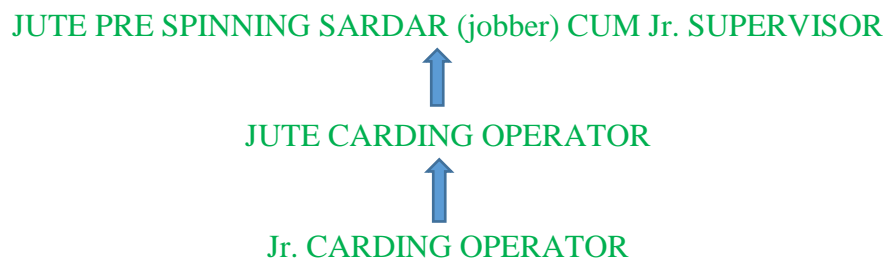 JUTE PRE SPINNING SARDAR (jobber) CUM Jr. SUPERVISOR
JUTE CARDING OPERATOR
Jr. CARDING OPERATOR